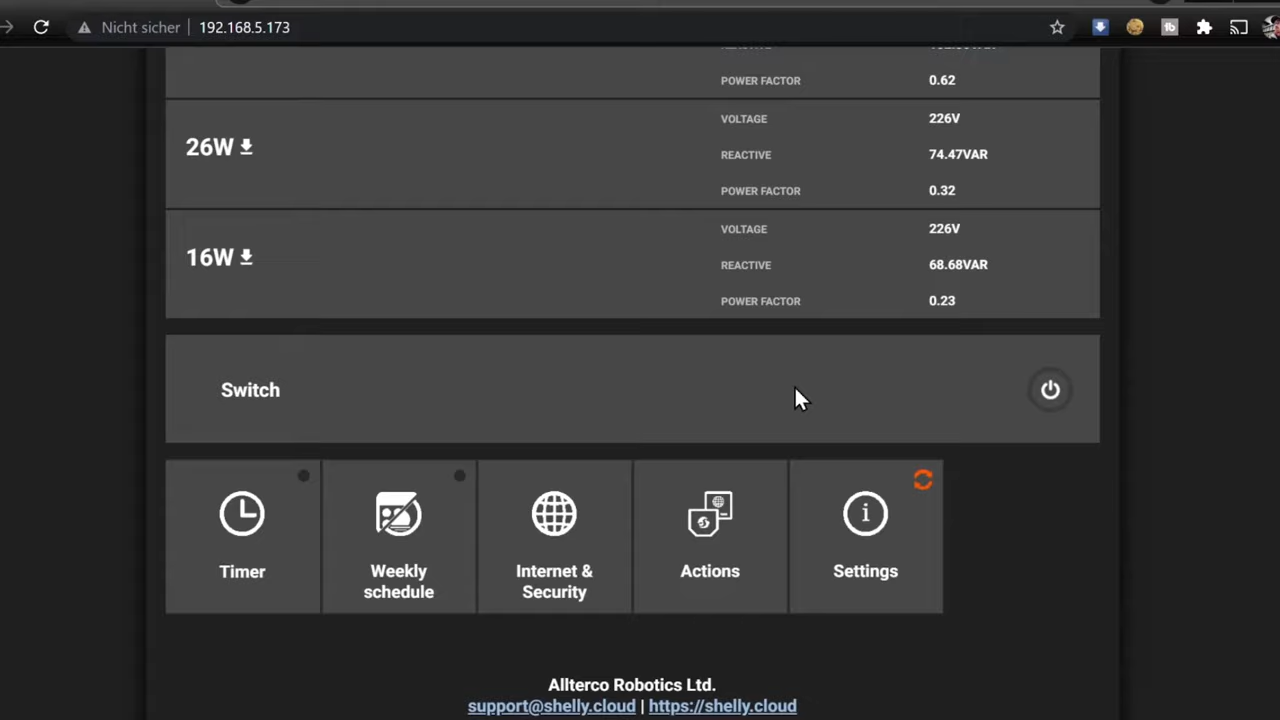 Nicht sicher 192.168.5.173
POWER FACTOR 0.62
26W
VOLTAGE 226V
REACTIVE 74.47VAR
POWER FACTOR 0.32
16W
VOLTAGE 226V
REACTIVE 68.68VAR
POWER FACTOR 0.23
Switch
Timer
Weekly
schedule
Internet &
Security
Actions
Settings
Allterco Robotics Ltd.
support@shelly.cloud | https://shelly.cloud